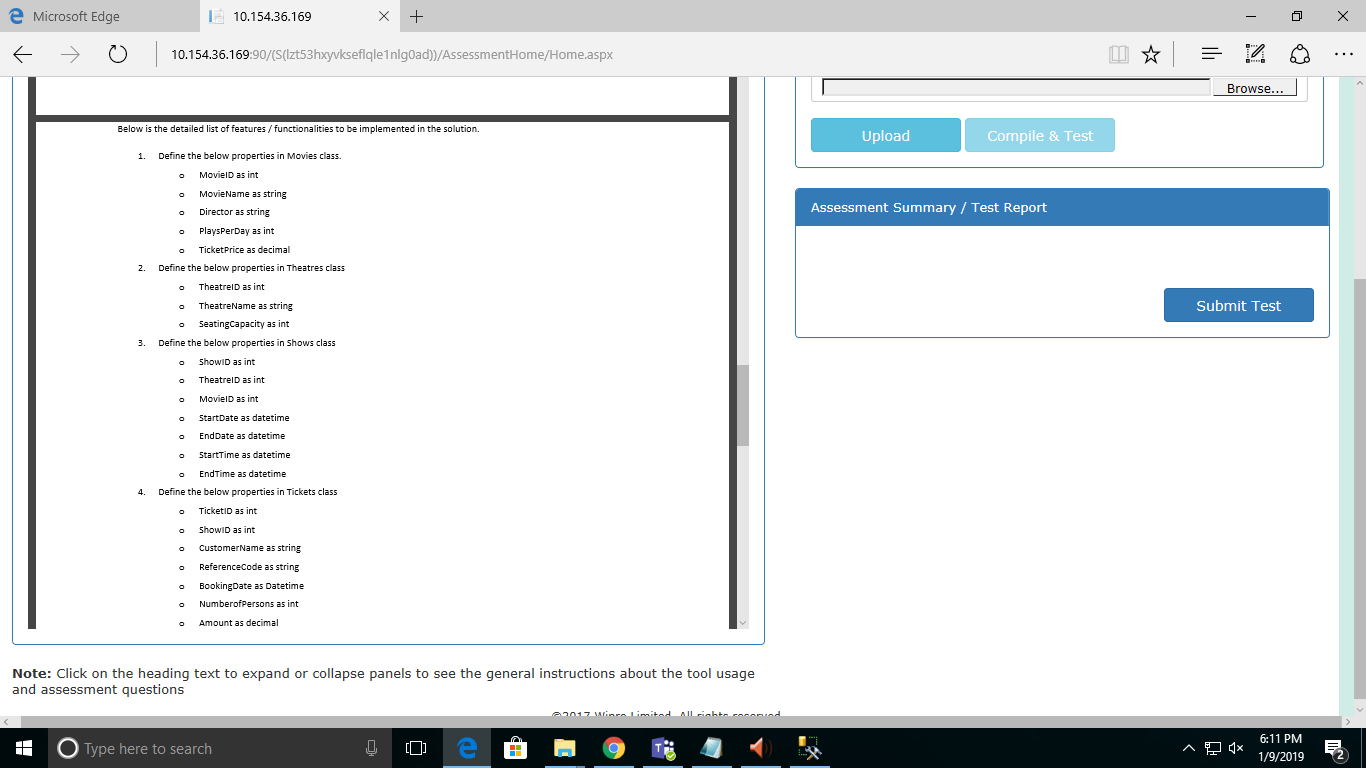 Microsoft Edge
10.154.36.169
10.154.36.169:90/(S(lzt53hxyvkseflqle1nlg0ad))/AssessmentHome/Home.aspx
Below is the detailed list of features / functionalities to be implemented in the solution.
1. Define the below properties in Movies class.
o MovieID as int
o MovieName as string
o Director as string
o PlaysPerDay as int
o TicketPrice as decimal
2. Define the below properties in Theatres class
o TheatreID as int
o TheatreName as string
o SeatingCapacity as int
3. Define the below properties in Shows class
o ShowID as int
o TheatreID as int
o MovieID as int
o StartDate as datetime
o EndDate as datetime
o StartTime as datetime
o EndTime as datetime
4. Define the below properties in Tickets class
o TicketID as int
o ShowID as int
o CustomerName as string
o ReferenceCode as string
o BookingDate as Datetime
o NumberofPersons as int
o Amount as decimal
Browse...
Upload
Compile & Test
Assessment Summary / Test Report
Submit Test
Note: Click on the heading text to expand or collapse panels to see the general instructions about the tool usage
and assessment questions
©2017 Wipro Limited. All rights reserved
Type here to search
6:11 PM
1/9/2019
2